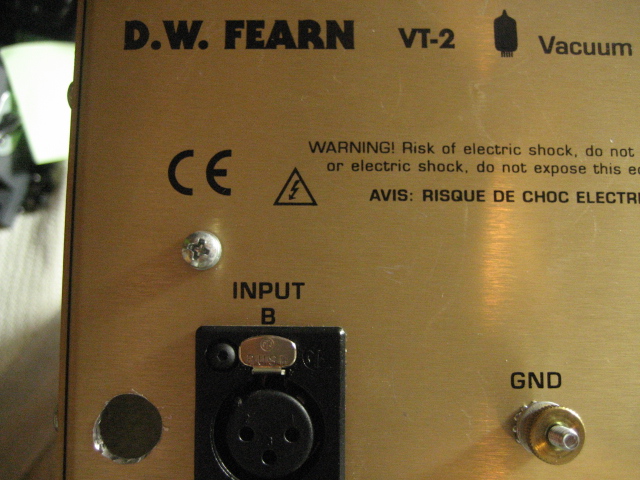 D.W. FEARN VT-2 Vacuum
CE
WARNING! Risk of electric shock, do not
or electric shock, do not expose this
AVIS: RISQUE DE CHOC
INPUT
B
GND